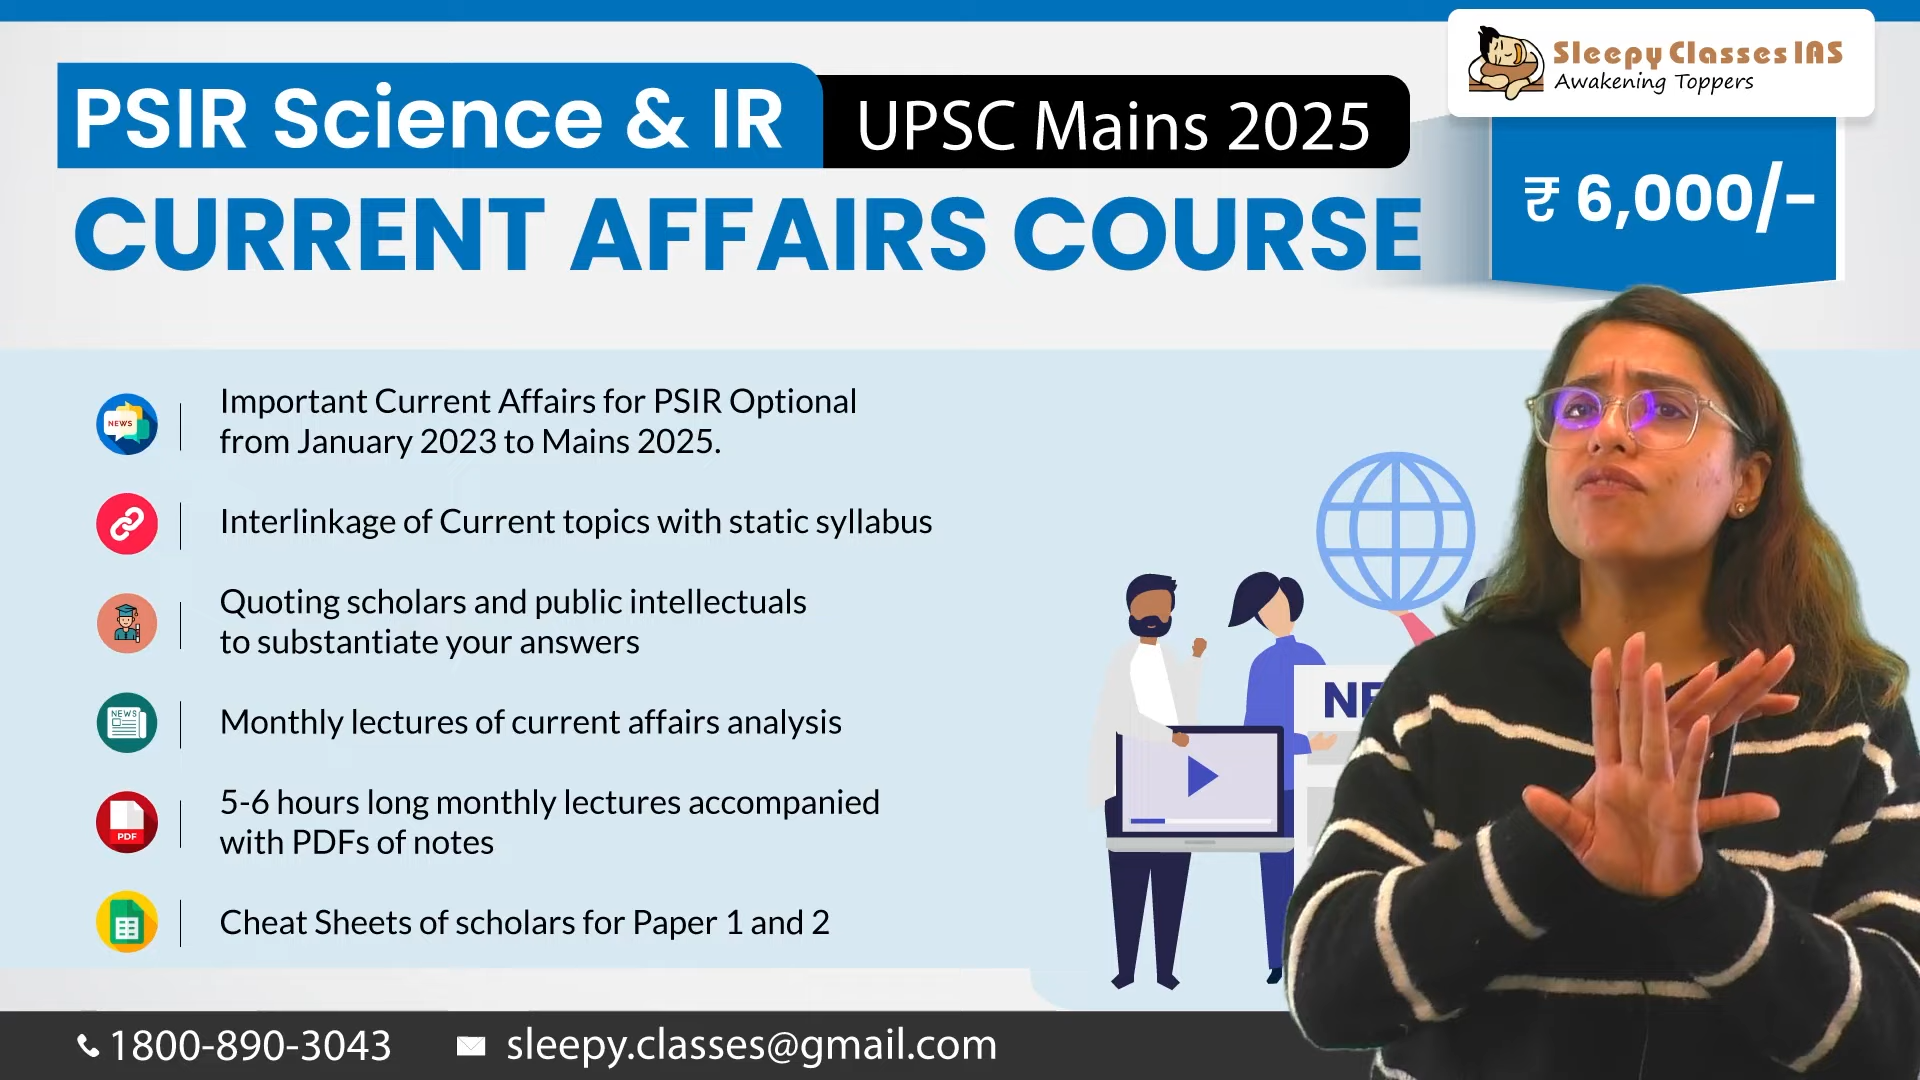 Sleepy Classes IAS
Awakening Toppers
PSIR Science & IR
UPSC Mains 2025
₹ 6,000/-
CURRENT AFFAIRS COURSE
NEWS
Important Current Affairs for PSIR Optional
from January 2023 to Mains 2025.
Interlinkage of Current topics with static syllabus
Quoting scholars and public intellectuals
to substantiate your answers
NEWS
Monthly lectures of current affairs analysis
PDF
5-6 hours long monthly lectures accompanied
with PDFs of notes
Cheat Sheets of scholars for Paper 1 and 2
1800-890-3043
sleepy.classes@gmail.com